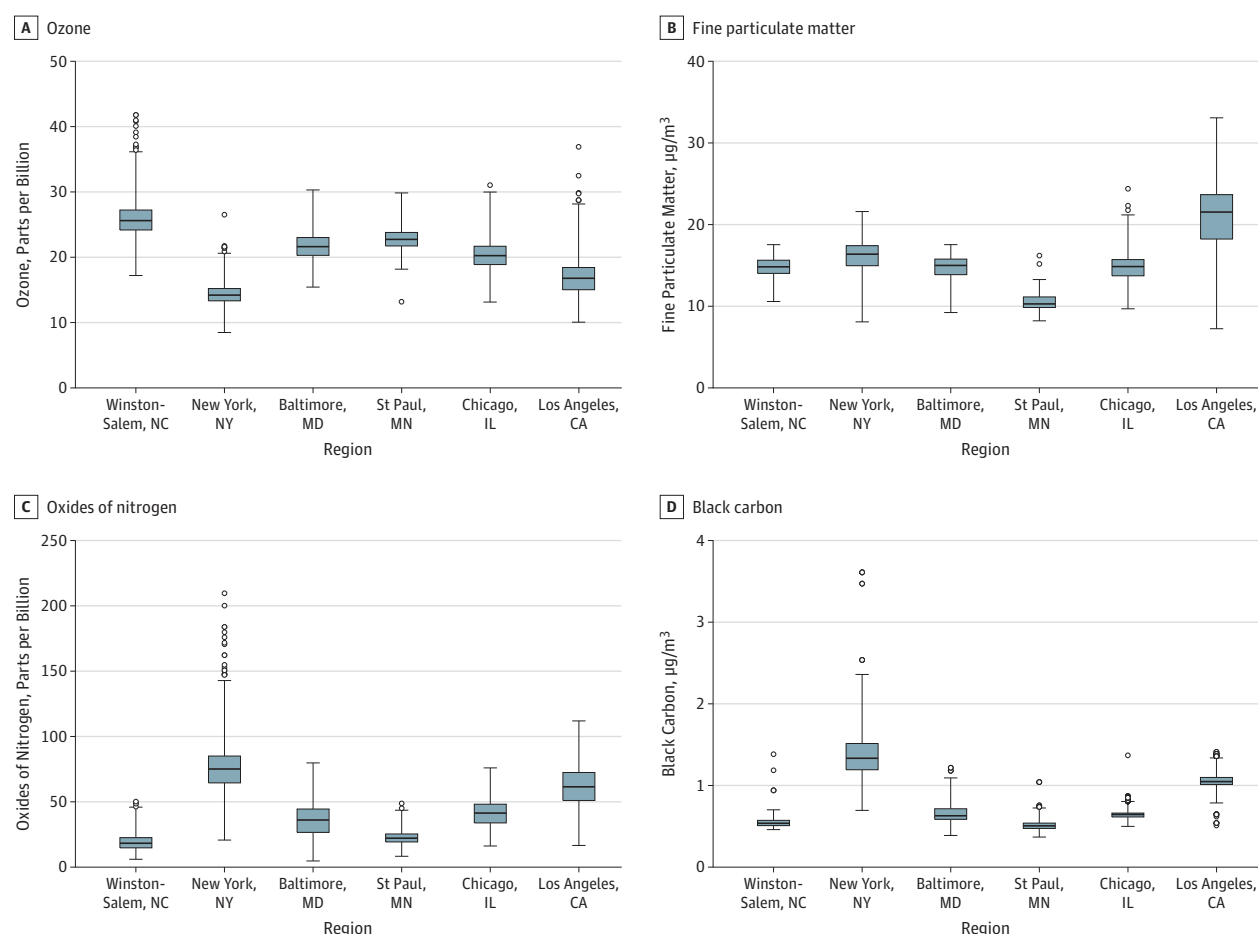 A Ozone
50
40
30
20
10
0
Ozone, Parts per Billion
Winston-
Salem, NC
New York,
NY
Baltimore,
MD
St Paul,
MN
Chicago,
IL
Los Angeles,
CA
Region
B Fine particulate matter
40
30
20
10
0
Fine Particulate Matter, µg/m³
Winston-
Salem, NC
New York,
NY
Baltimore,
MD
St Paul,
MN
Chicago,
IL
Los Angeles,
CA
Region
C Oxides of nitrogen
250
200
150
100
50
0
Oxides of Nitrogen, Parts per Billion
Winston-
Salem, NC
New York,
NY
Baltimore,
MD
St Paul,
MN
Chicago,
IL
Los Angeles,
CA
Region
D Black carbon
4
3
2
1
0
Black Carbon, µg/m³
Winston-
Salem, NC
New York,
NY
Baltimore,
MD
St Paul,
MN
Chicago,
IL
Los Angeles,
CA
Region